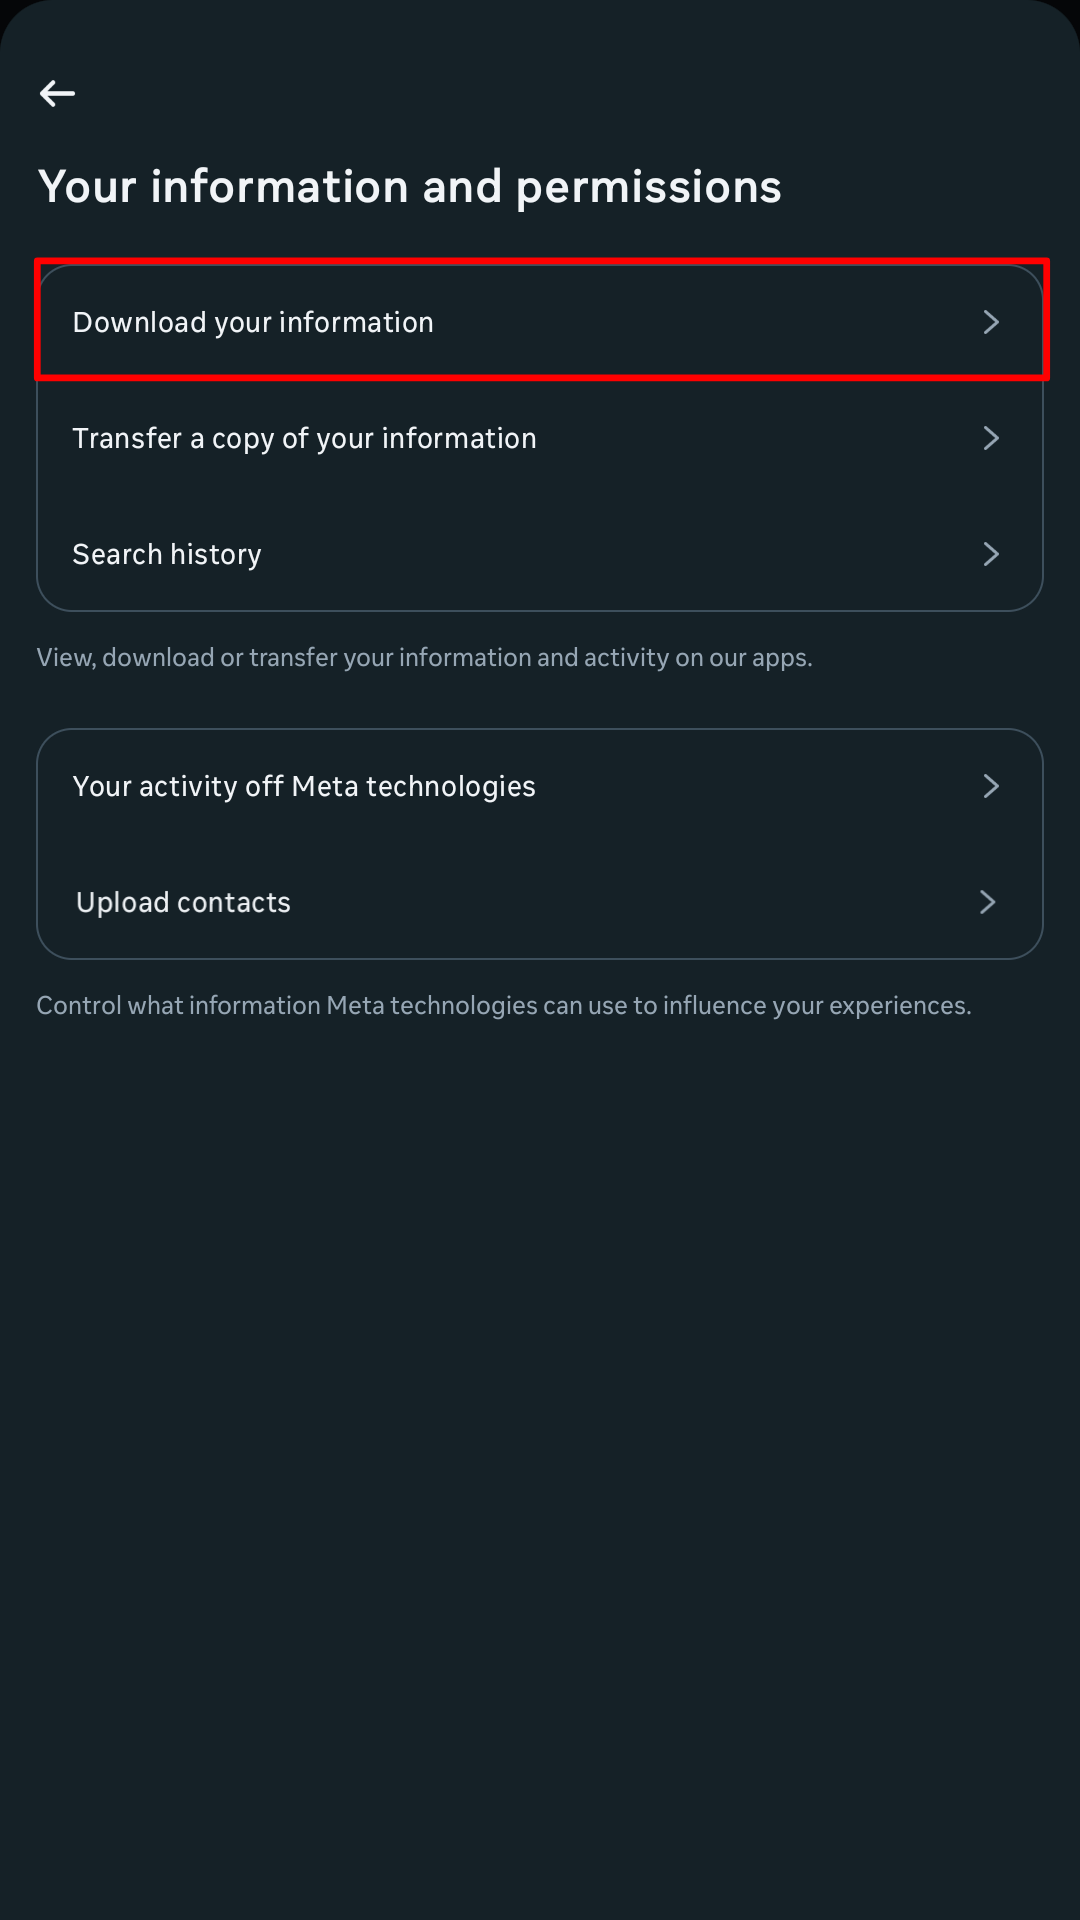 Your information and permissions
Download your information
Transfer a copy of your information
Search history
View, download or transfer your information and activity on our apps.
Your activity off Meta technologies
Upload contacts
Control what information Meta technologies can use to influence your experiences.